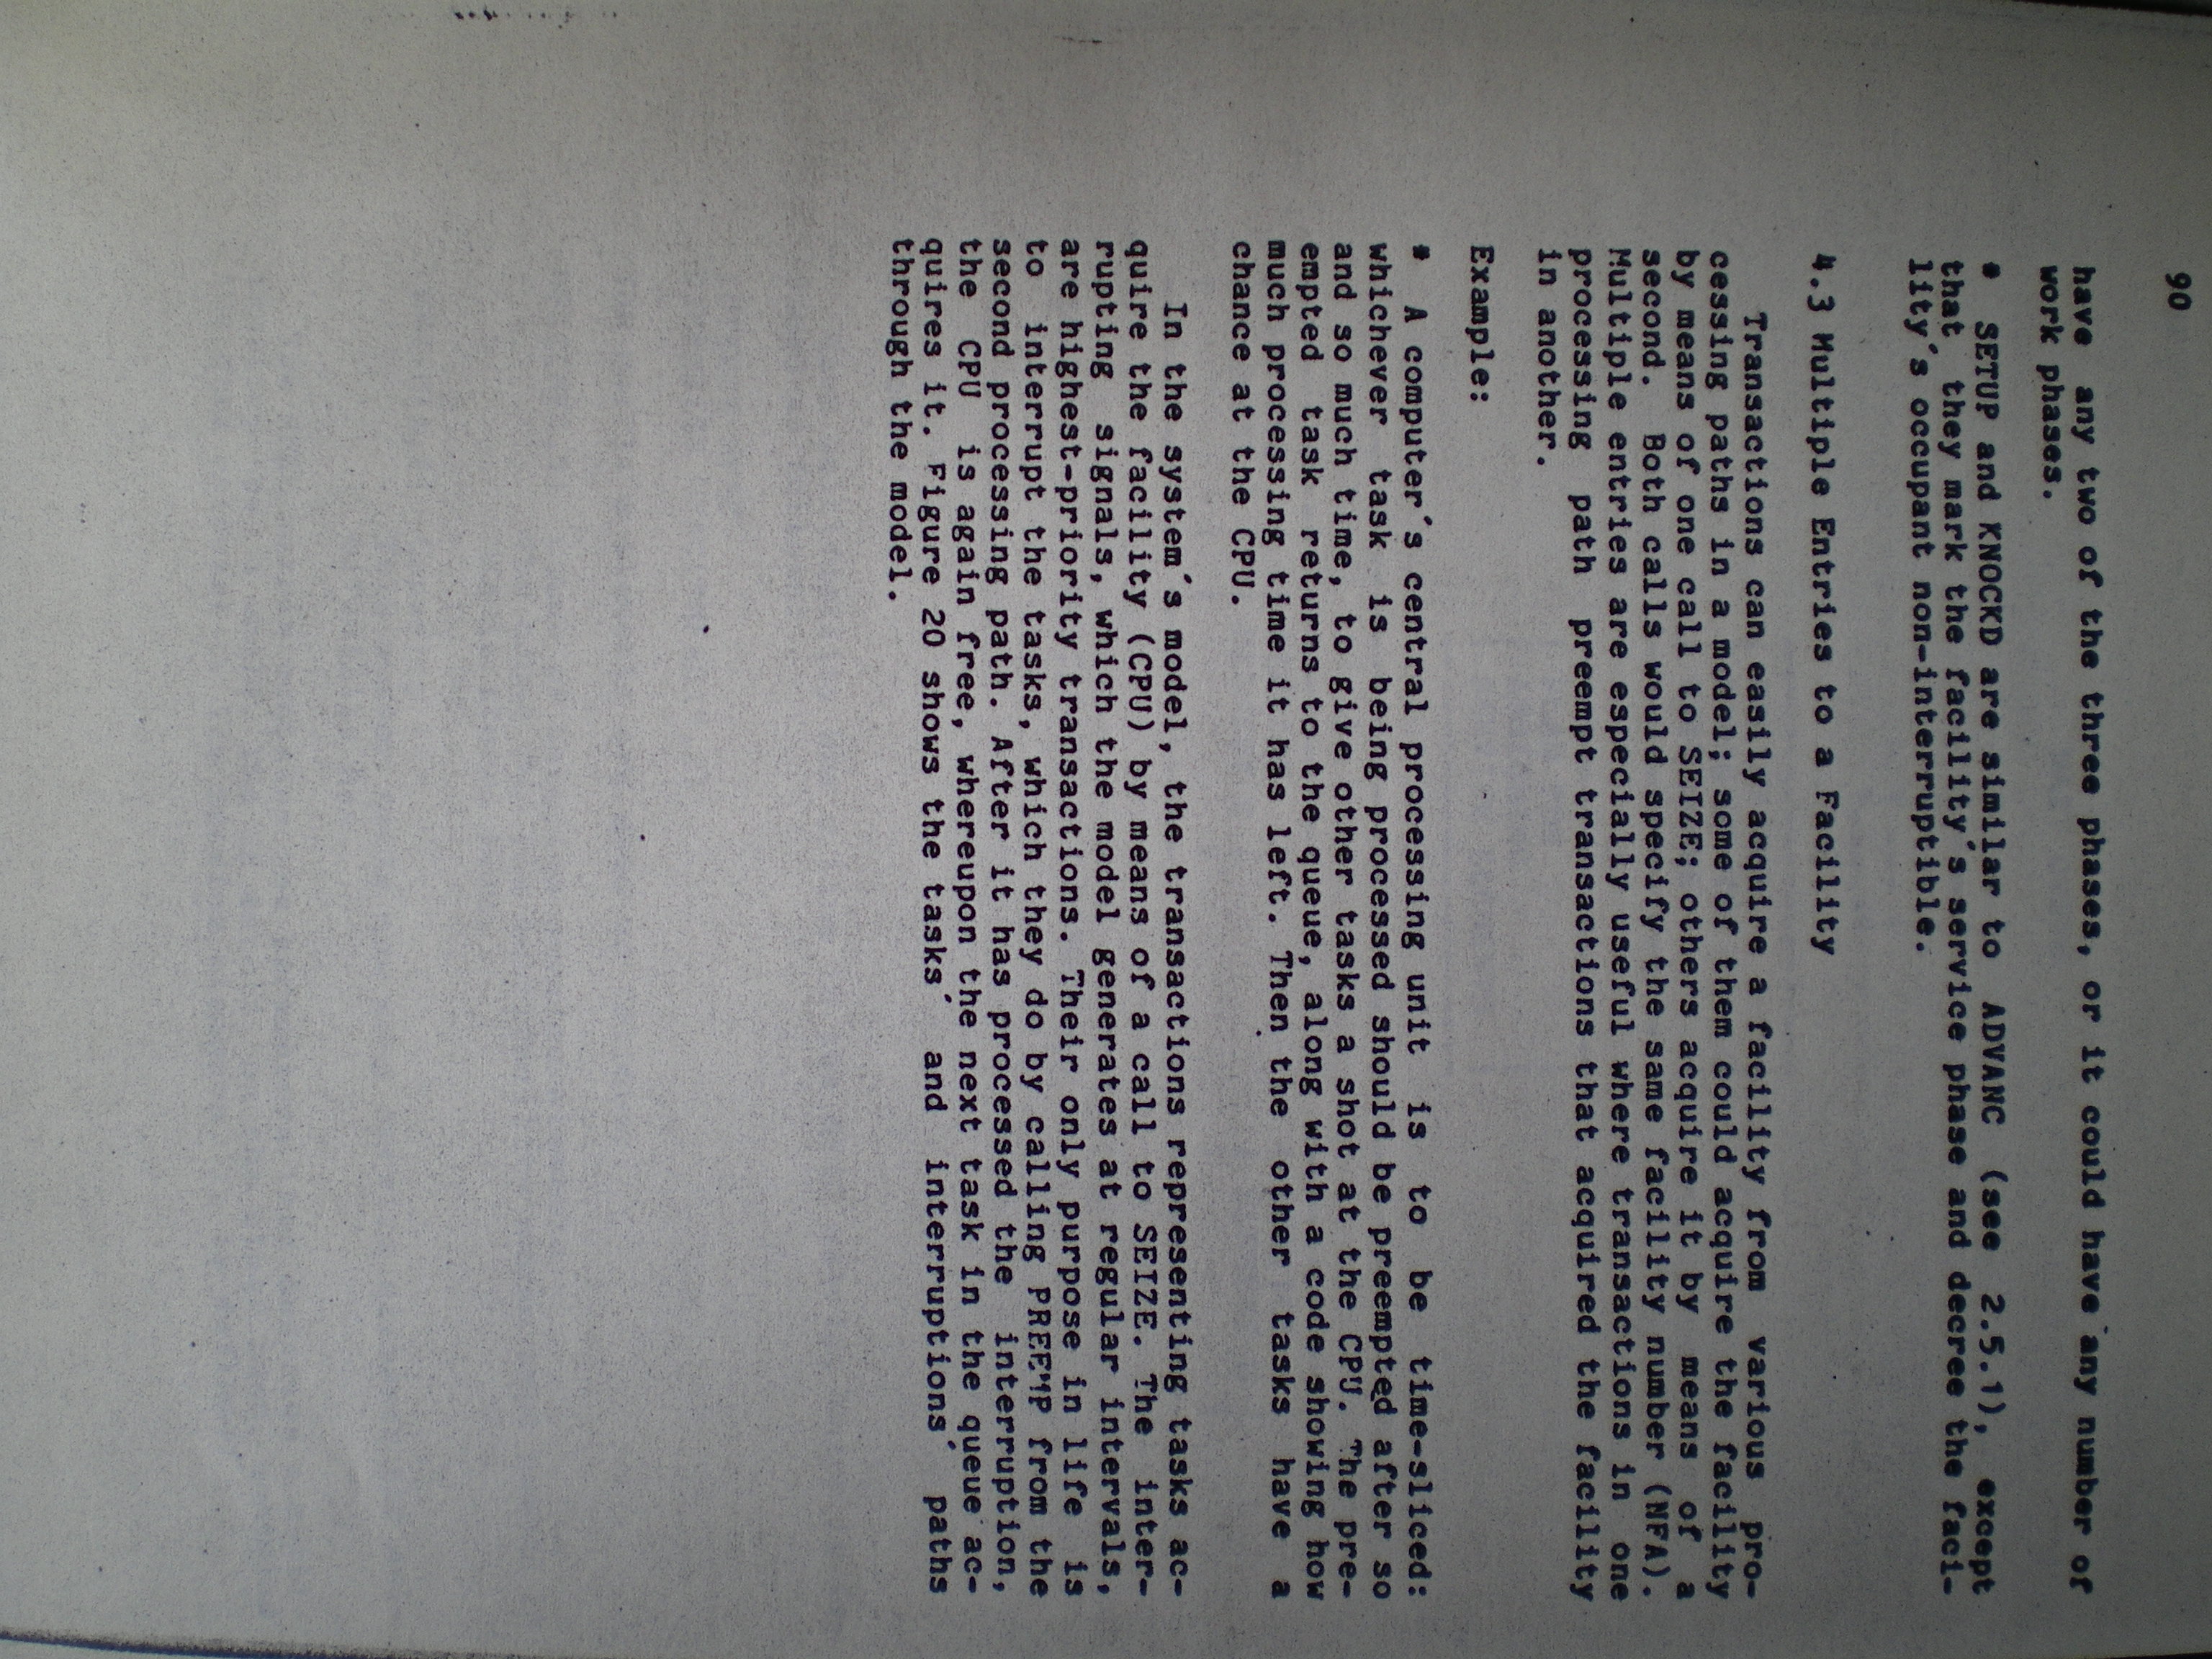 90
have any two of the three phases, or it could have any number of
work phases.
* SETUP and KNOCKD are similar to ADVANC (see 2.5.1), except
that they mark the facility's service phase and decree the faci-
lity's occupant non-interruptible.
4.3 Multiple Entries to a Facility
Transactions can easily acquire a facility from various pro-
cessing paths in a model; some of them could acquire the facility
by means of one call to SEIZE; others acquire it by means of a
second. Both calls would specify the same facility number (NFA).
Multiple entries are especially useful where transactions in one
processing path preempt transactions that acquired the facility
in another.
Example:
* A computer's central processing unit is to be time-sliced:
whichever task is being processed should be preempted after so
and so much time, to give other tasks a shot at the CPU. The pre-
empted task returns to the queue, along with a code showing how
much processing time it has left. Then the other tasks have a
chance at the CPU.
In the system's model, the transactions representing tasks ac-
quire the facility (CPU) by means of a call to SEIZE. The inter-
rupting signals, which the model generates at regular intervals,
are highest-priority transactions. Their only purpose in life is
to interrupt the tasks, which they do by calling PREEMP from the
second processing path. After it has processed the interruption,
the CPU is again free, whereupon the next task in the queue ac-
quires it. Figure 20 shows the tasks' and interruptions' paths
through the model.